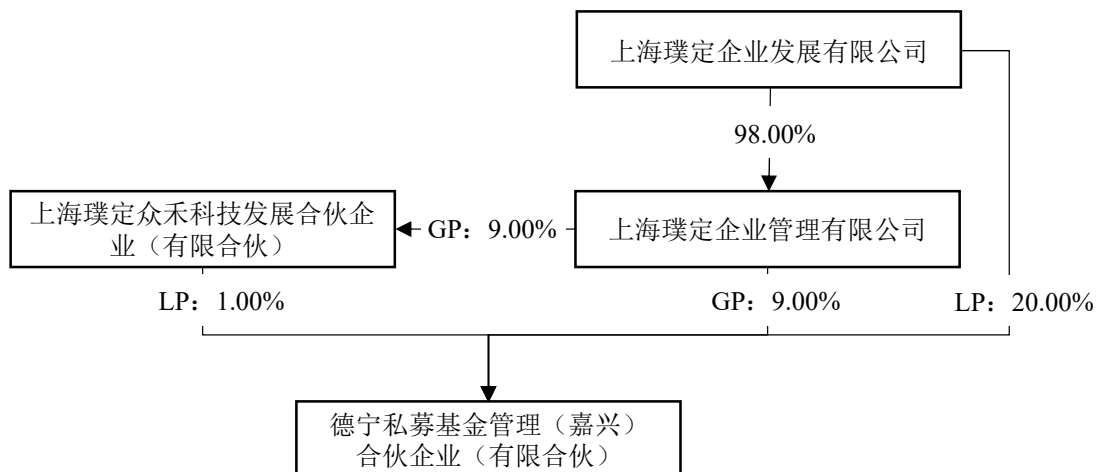 上海璞定企业发展有限公司
98.00%
上海璞定众禾科技发展合伙企
业（有限合伙）
GP：9.00%
上海璞定企业管理有限公司
LP：1.00%
GP：9.00%
LP：20.00%
德宁私募基金管理（嘉兴）
合伙企业（有限合伙）